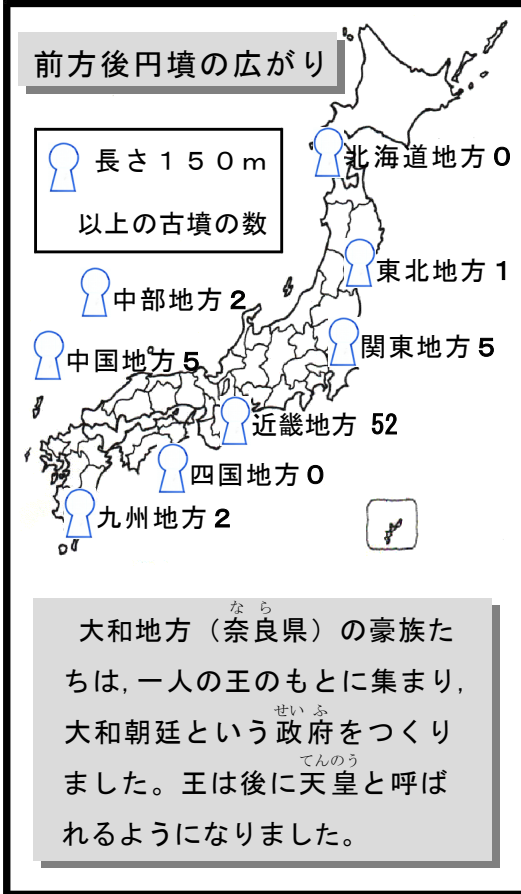 前方後円墳の広がり
長さ150m
以上の古墳の数
北海道地方0
東北地方1
中部地方2
関東地方5
中国地方5
近畿地方 52
四国地方0
九州地方2
なら
大和地方（奈良県）の豪族た
ちは,一人の王のもとに集まり,
せいふ
大和朝廷という政府をつくり
てんのう
ました。王は後に天皇と呼ば
れるようになりました。